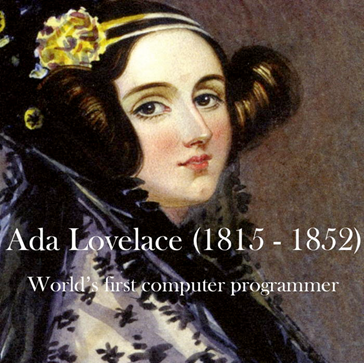 Ada Lovelace (1815 - 1852)
World's first computer programmer